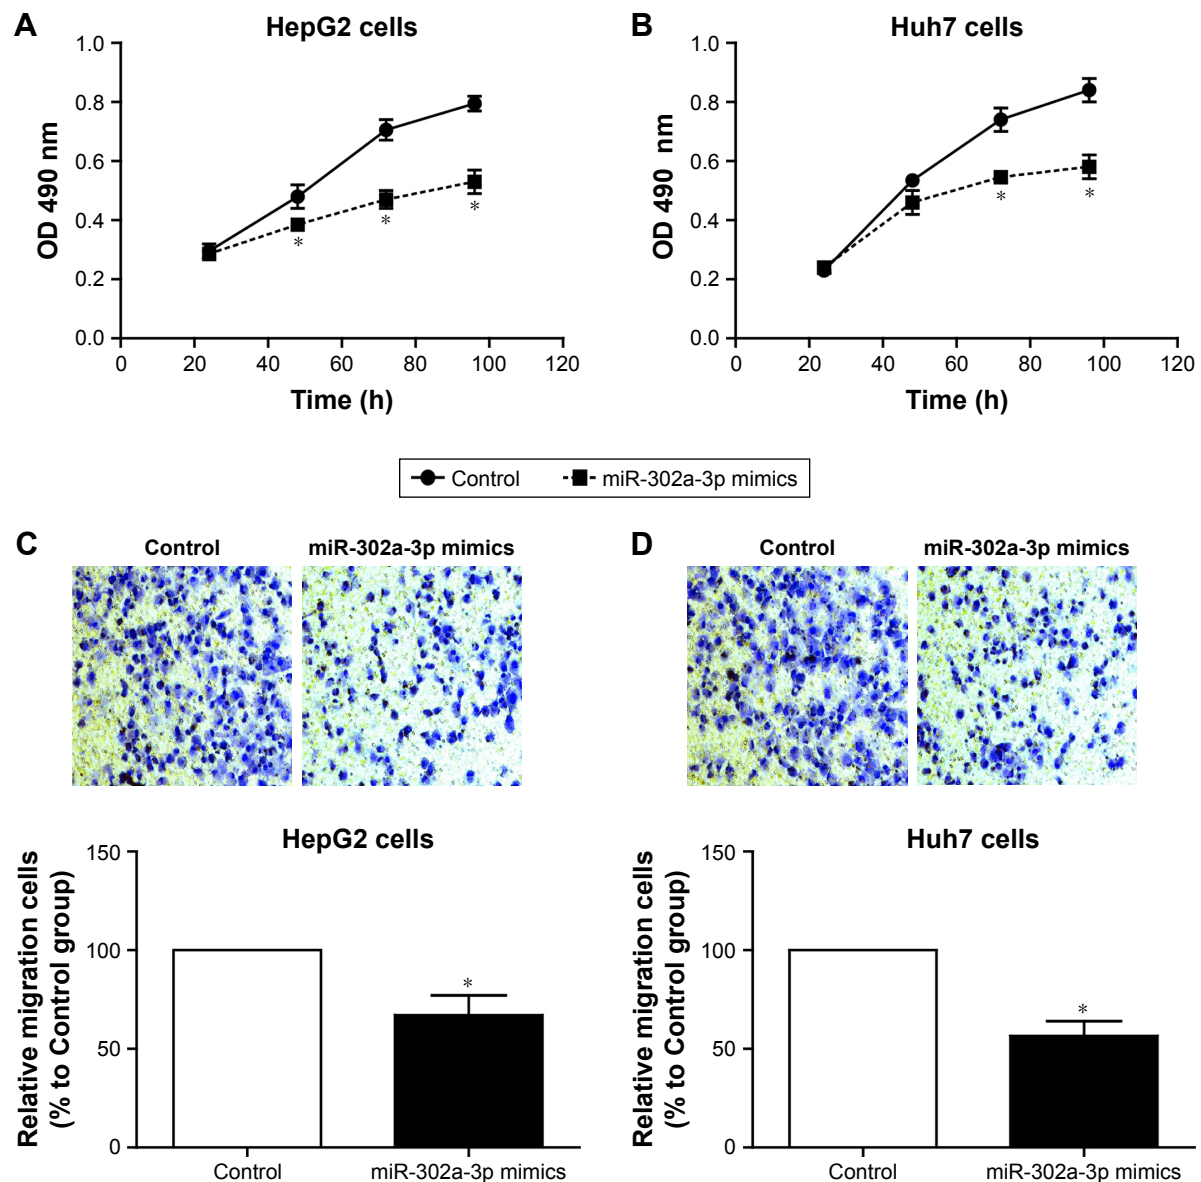 A
HepG2 cells
OD 490 nm
1.0
0.8
0.6
0.4
0.2
0.0
*
*
*
0 20 40 60 80 100 120
Time (h)
B
Huh7 cells
OD 490 nm
1.0
0.8
0.6
0.4
0.2
0.0
*
*
0 20 40 60 80 100 120
Time (h)
Control
miR-302a-3p mimics
C
Control
miR-302a-3p mimics
HepG2 cells
Relative migration cells
(% to Control group)
150
100
50
0
*
Control
miR-302a-3p mimics
D
Control
miR-302a-3p mimics
Huh7 cells
Relative migration cells
(% to Control group)
150
100
50
0
*
Control
miR-302a-3p mimics